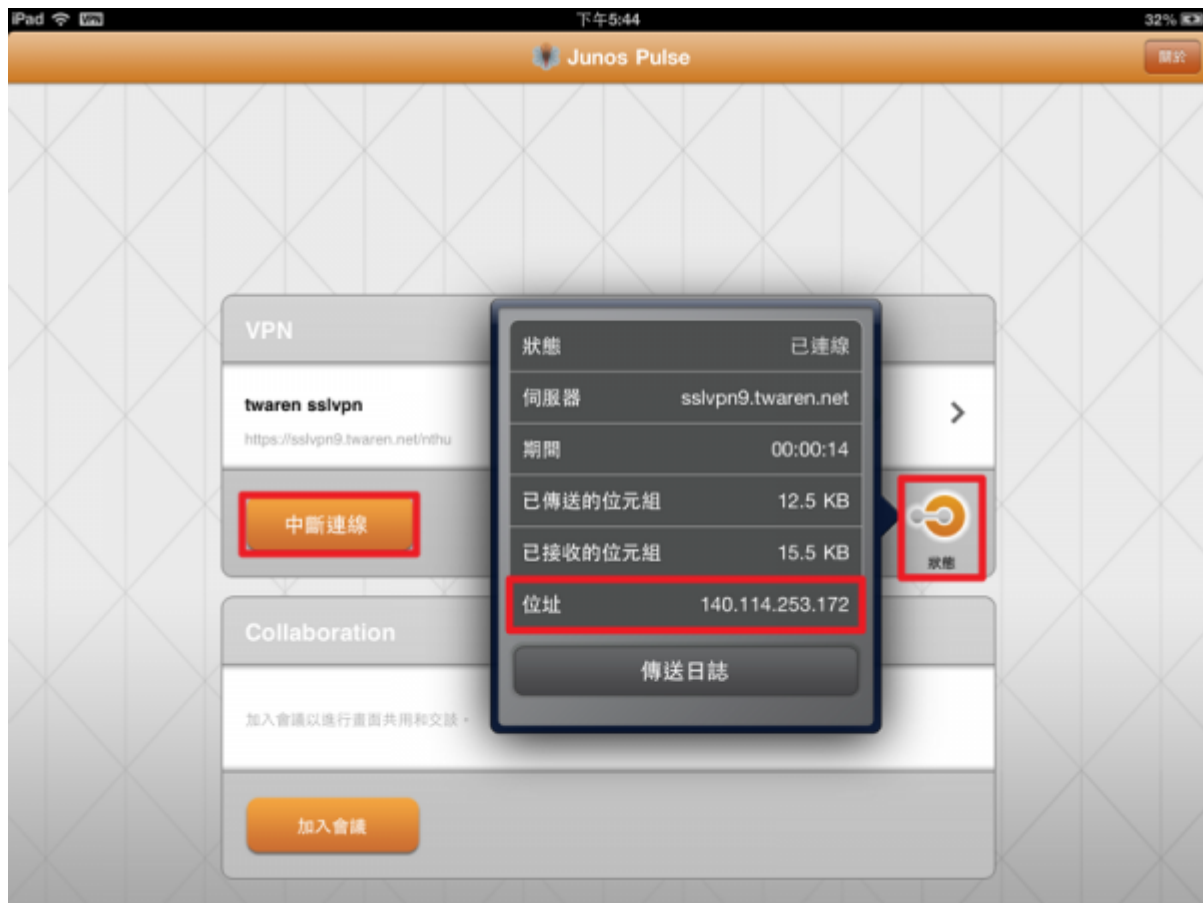 iPad VPN 下午5:44 32%
Junos Pulse 關於
VPN
twaren sslvpn
https://sslvpn9.twaren.net/nthu
中斷連線
狀態 已連線
伺服器 sslvpn9.twaren.net
期間 00:00:14
已傳送的位元組 12.5 KB
已接收的位元組 15.5 KB
位址 140.114.253.172
傳送日誌
狀態
Collaboration
加入會議以進行畫面共用和交談。
加入會議